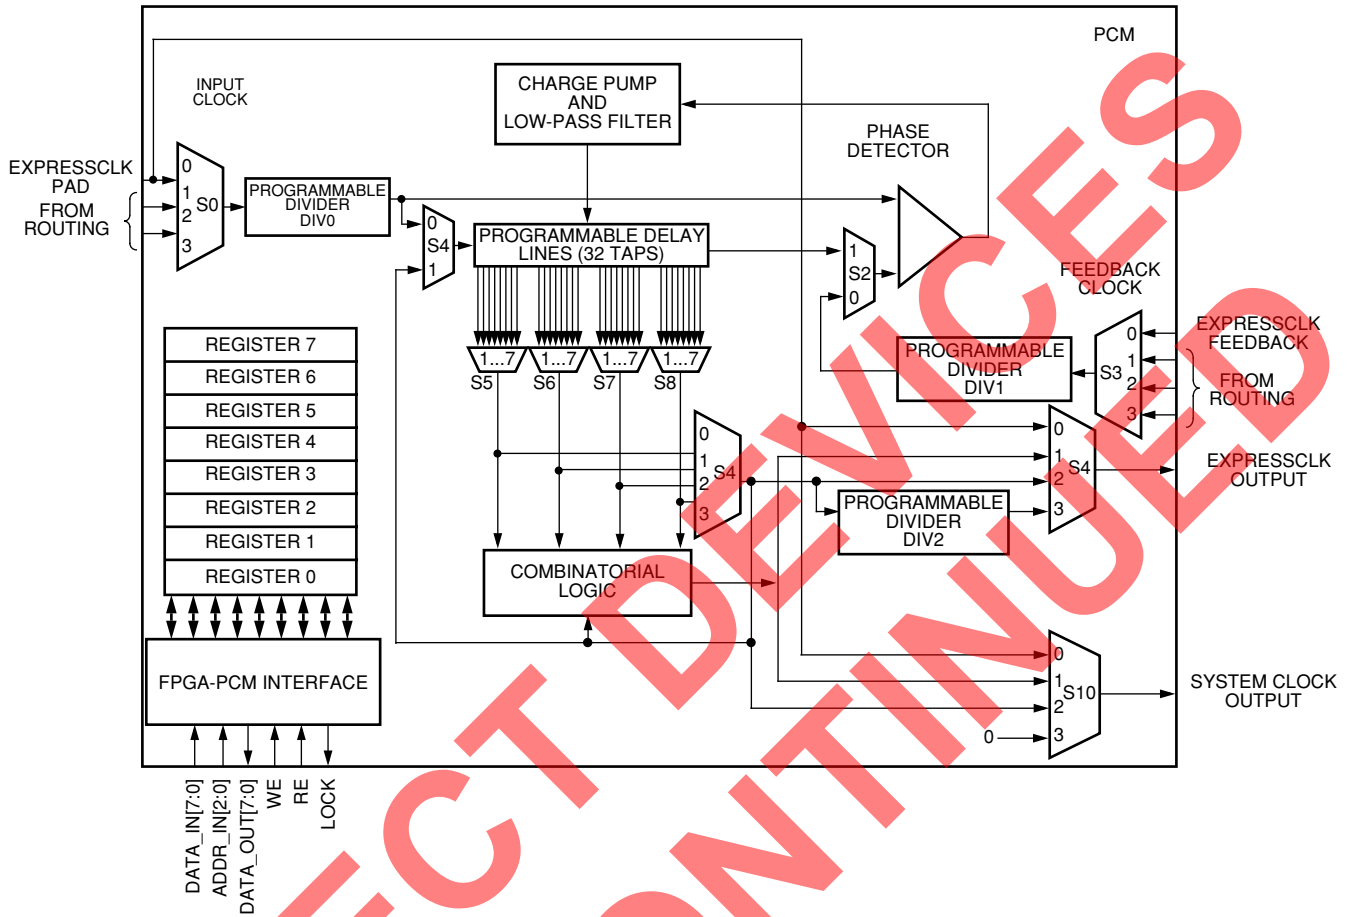 PCM
INPUT
CLOCK
CHARGE PUMP
AND
LOW-PASS FILTER
PHASE
DETECTOR
EXPRESSCLK
PAD
FROM
ROUTING
0
1
2
3
S0
PROGRAMMABLE
DIVIDER
DIV0
0
S4
1
PROGRAMMABLE DELAY
LINES (32 TAPS)
1
S2
0
FEEDBACK
CLOCK
EXPRESSCLK
FEEDBACK
FROM
ROUTING
0
1
2
3
S3
PROGRAMMABLE
DIVIDER
DIV1
REGISTER 7
REGISTER 6
REGISTER 5
REGISTER 4
REGISTER 3
REGISTER 2
REGISTER 1
REGISTER 0
1...7
1...7
1...7
1...7
S5
S6
S7
S8
0
1
2
3
S4
0
1
2
3
S4
EXPRESSCLK
OUTPUT
PROGRAMMABLE
DIVIDER
DIV2
COMBINATORIAL
LOGIC
FPGA-PCM INTERFACE
0
1
2
3
S10
0
SYSTEM CLOCK
OUTPUT
DATA_IN[7:0]
ADDR_IN[2:0]
DATA_OUT[7:0]
WE
RE
LOCK
ECT DEVICES
ONTINUED